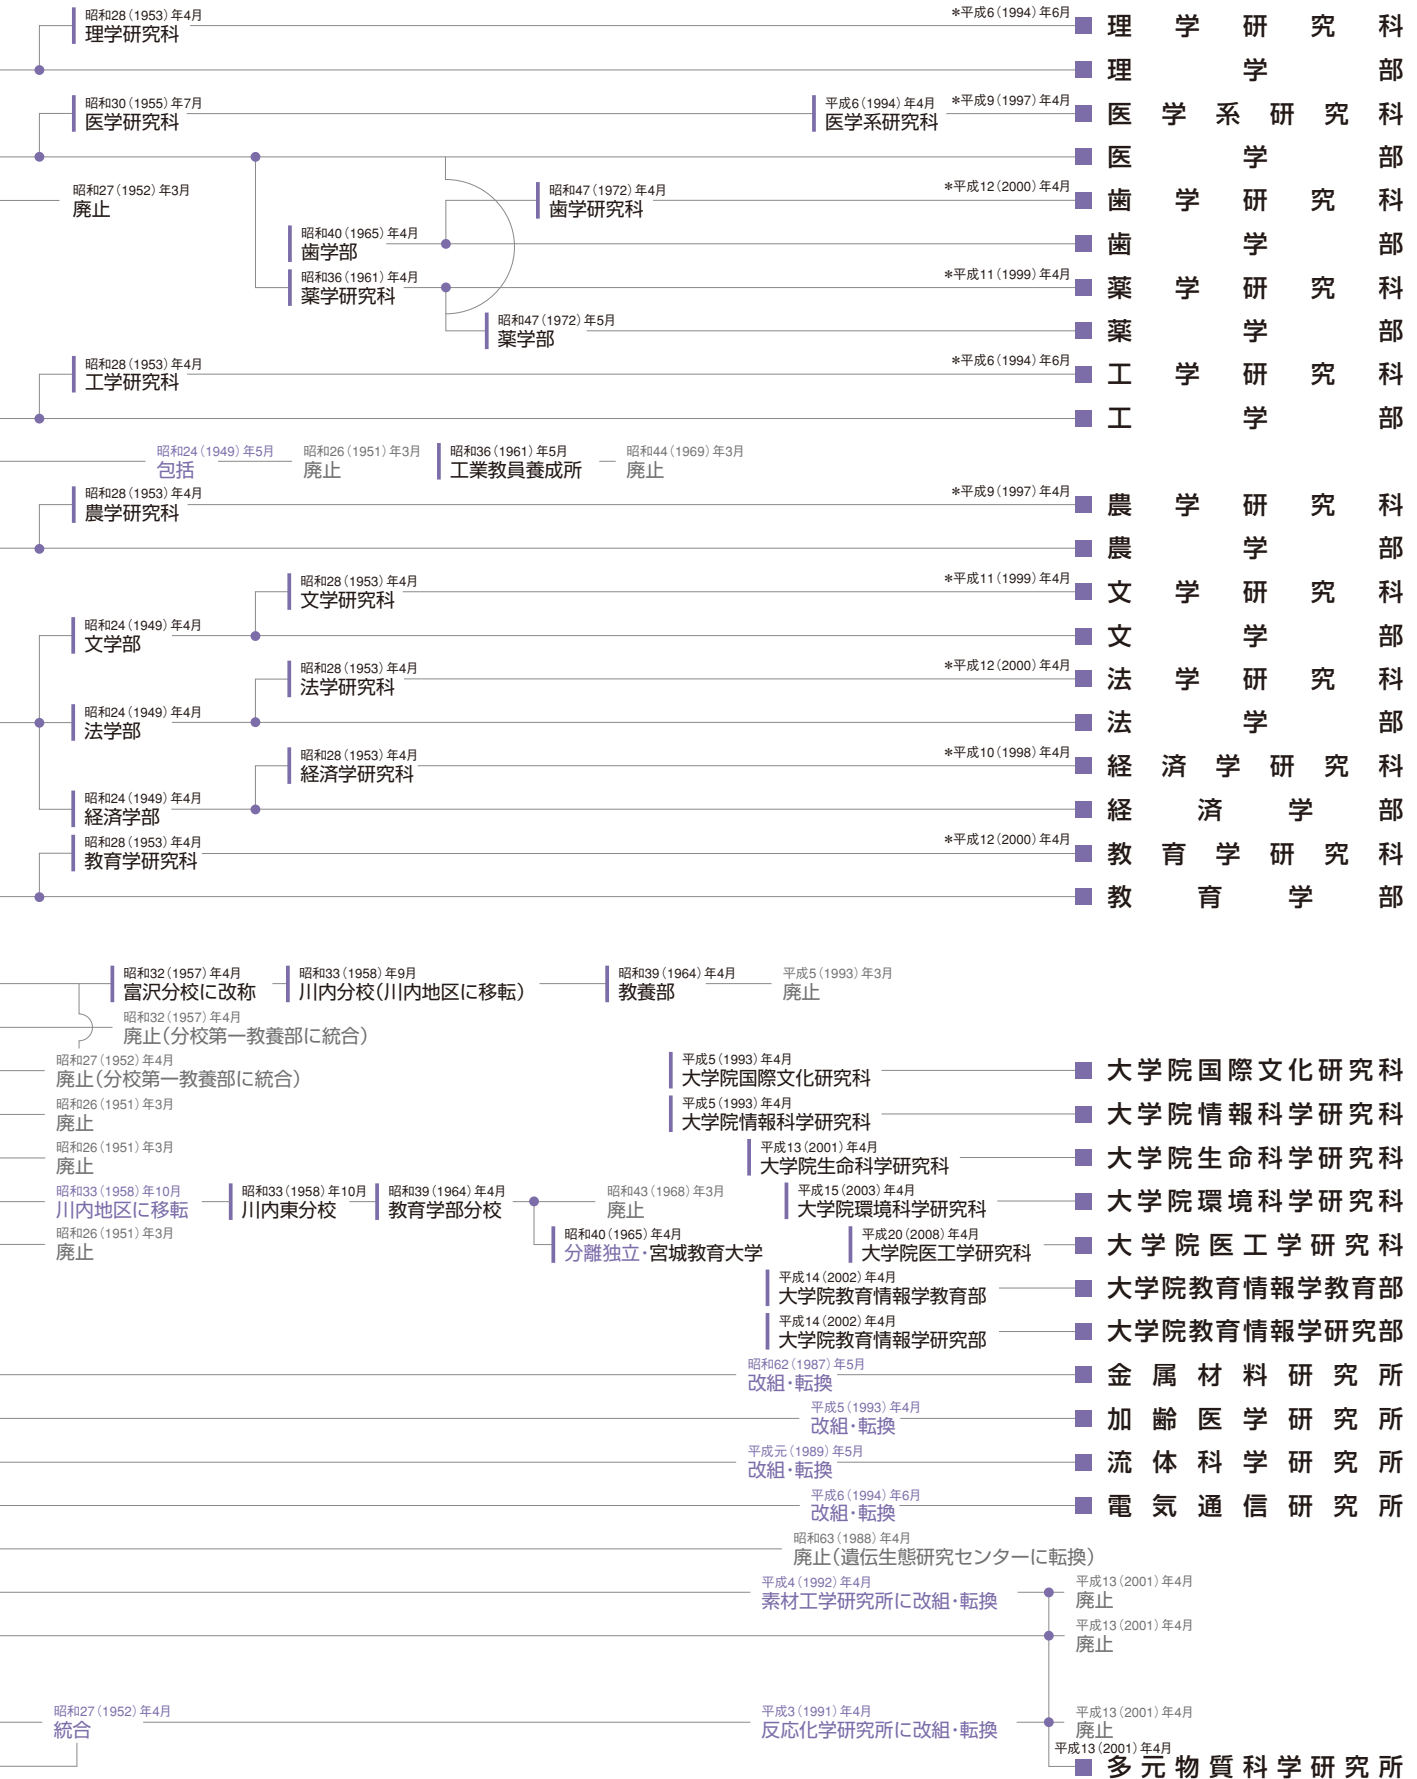 昭和28(1953)年4月
理学研究科
*平成6(1994)年6月
理学研究科
理学部
昭和30(1955)年7月
医学研究科
平成6(1994)年4月
医学系研究科
*平成9(1997)年4月
医学系研究科
医学部
昭和27(1952)年3月
廃止
昭和47(1972)年4月
歯学研究科
*平成12(2000)年4月
歯学研究科
昭和40(1965)年4月
歯学部
歯学部
昭和36(1961)年4月
薬学研究科
*平成11(1999)年4月
薬学研究科
昭和47(1972)年5月
薬学部
薬学部
昭和28(1953)年4月
工学研究科
*平成6(1994)年6月
工学研究科
工学部
昭和24(1949)年5月
包括
昭和26(1951)年3月
廃止
昭和36(1961)年5月
工業教員養成所
昭和44(1969)年3月
廃止
昭和28(1953)年4月
農学研究科
*平成9(1997)年4月
農学研究科
農学部
昭和28(1953)年4月
文学研究科
*平成11(1999)年4月
文学研究科
昭和24(1949)年4月
文学部
文学部
昭和28(1953)年4月
法学研究科
*平成12(2000)年4月
法学研究科
昭和24(1949)年4月
法学部
法学部
昭和28(1953)年4月
経済学研究科
*平成10(1998)年4月
経済学研究科
昭和24(1949)年4月
経済学部
経済学部
昭和28(1953)年4月
教育学研究科
*平成12(2000)年4月
教育学研究科
教育学部
昭和32(1957)年4月
富沢分校に改称
昭和33(1958)年9月
川内分校(川内地区に移転)
昭和39(1964)年4月
教養部
平成5(1993)年3月
廃止
昭和32(1957)年4月
廃止(分校第一教養部に統合)
昭和27(1952)年4月
廃止(分校第一教養部に統合)
平成5(1993)年4月
大学院国際文化研究科
大学院国際文化研究科
昭和26(1951)年3月
廃止
平成5(1993)年4月
大学院情報科学研究科
大学院情報科学研究科
昭和26(1951)年3月
廃止
平成13(2001)年4月
大学院生命科学研究科
大学院生命科学研究科
昭和33(1958)年10月
川内地区に移転
昭和33(1958)年10月
川内東分校
昭和39(1964)年4月
教育学部分校
昭和43(1968)年3月
廃止
平成15(2003)年4月
大学院環境科学研究科
大学院環境科学研究科
昭和26(1951)年3月
廃止
昭和40(1965)年4月
分離独立・宮城教育大学
平成20(2008)年4月
大学院医工学研究科
大学院医工学研究科
平成14(2002)年4月
大学院教育情報学教育部
大学院教育情報学教育部
平成14(2002)年4月
大学院教育情報学研究部
大学院教育情報学研究部
昭和62(1987)年5月
改組・転換
金属材料研究所
平成5(1993)年4月
改組・転換
加齢医学研究所
平成元(1989)年5月
改組・転換
流体科学研究所
平成6(1994)年6月
改組・転換
電気通信研究所
昭和63(1988)年4月
廃止(遺伝生態研究センターに転換)
平成4(1992)年4月
素材工学研究所に改組・転換
平成13(2001)年4月
廃止
平成13(2001)年4月
廃止
昭和27(1952)年4月
統合
平成3(1991)年4月
反応化学研究所に改組・転換
平成13(2001)年4月
廃止
平成13(2001)年4月
多元物質科学研究所